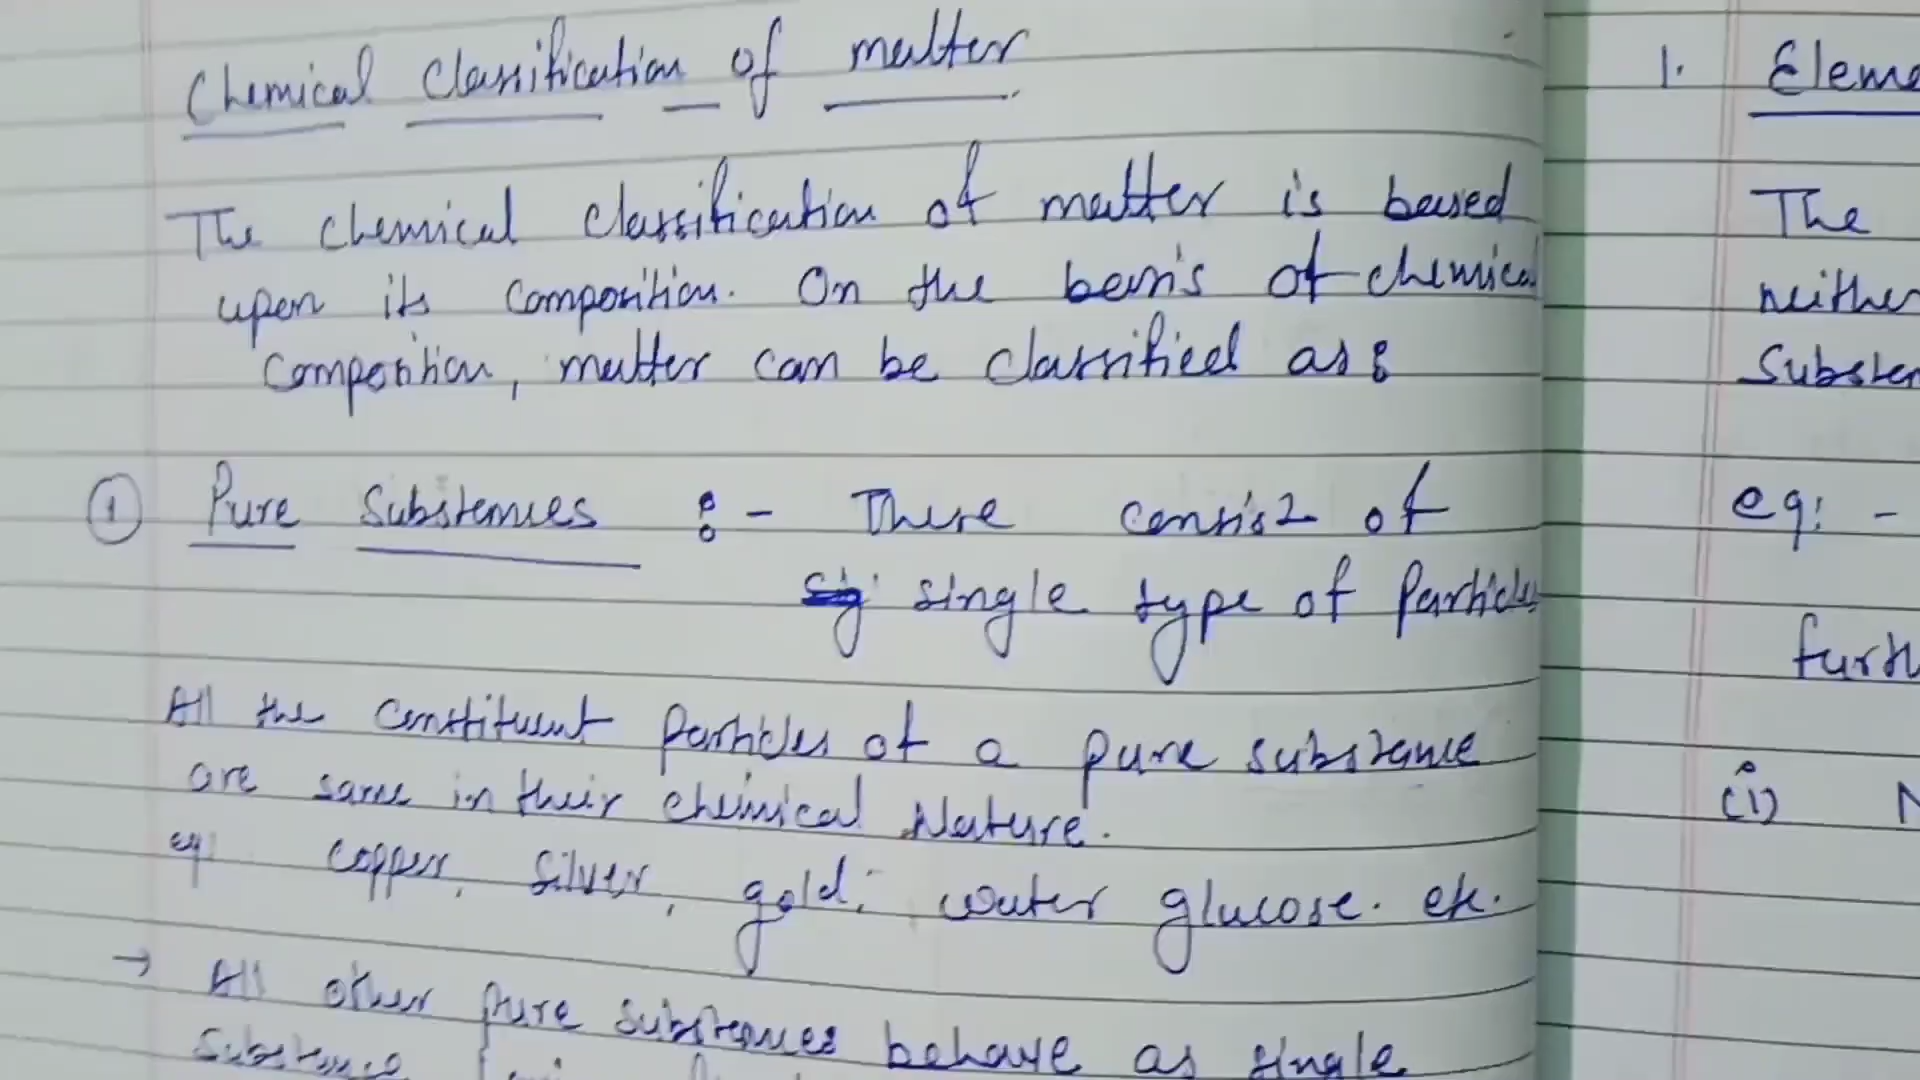 Chemical Classification of matter
The chemical classification of matter is based
upon its composition. On the basis of chemical
composition, matter can be classified as:
① Pure Substances :- These consist of
single type of Particles
All the constituent Particles of a pure substance
are same in their chemical Nature.
eg: copper, silver, gold, water glucose. etc.
→ All other pure substances behave as single
Substance
1. Eleme
The
neither
Substan
eg: -
furth
(i) N